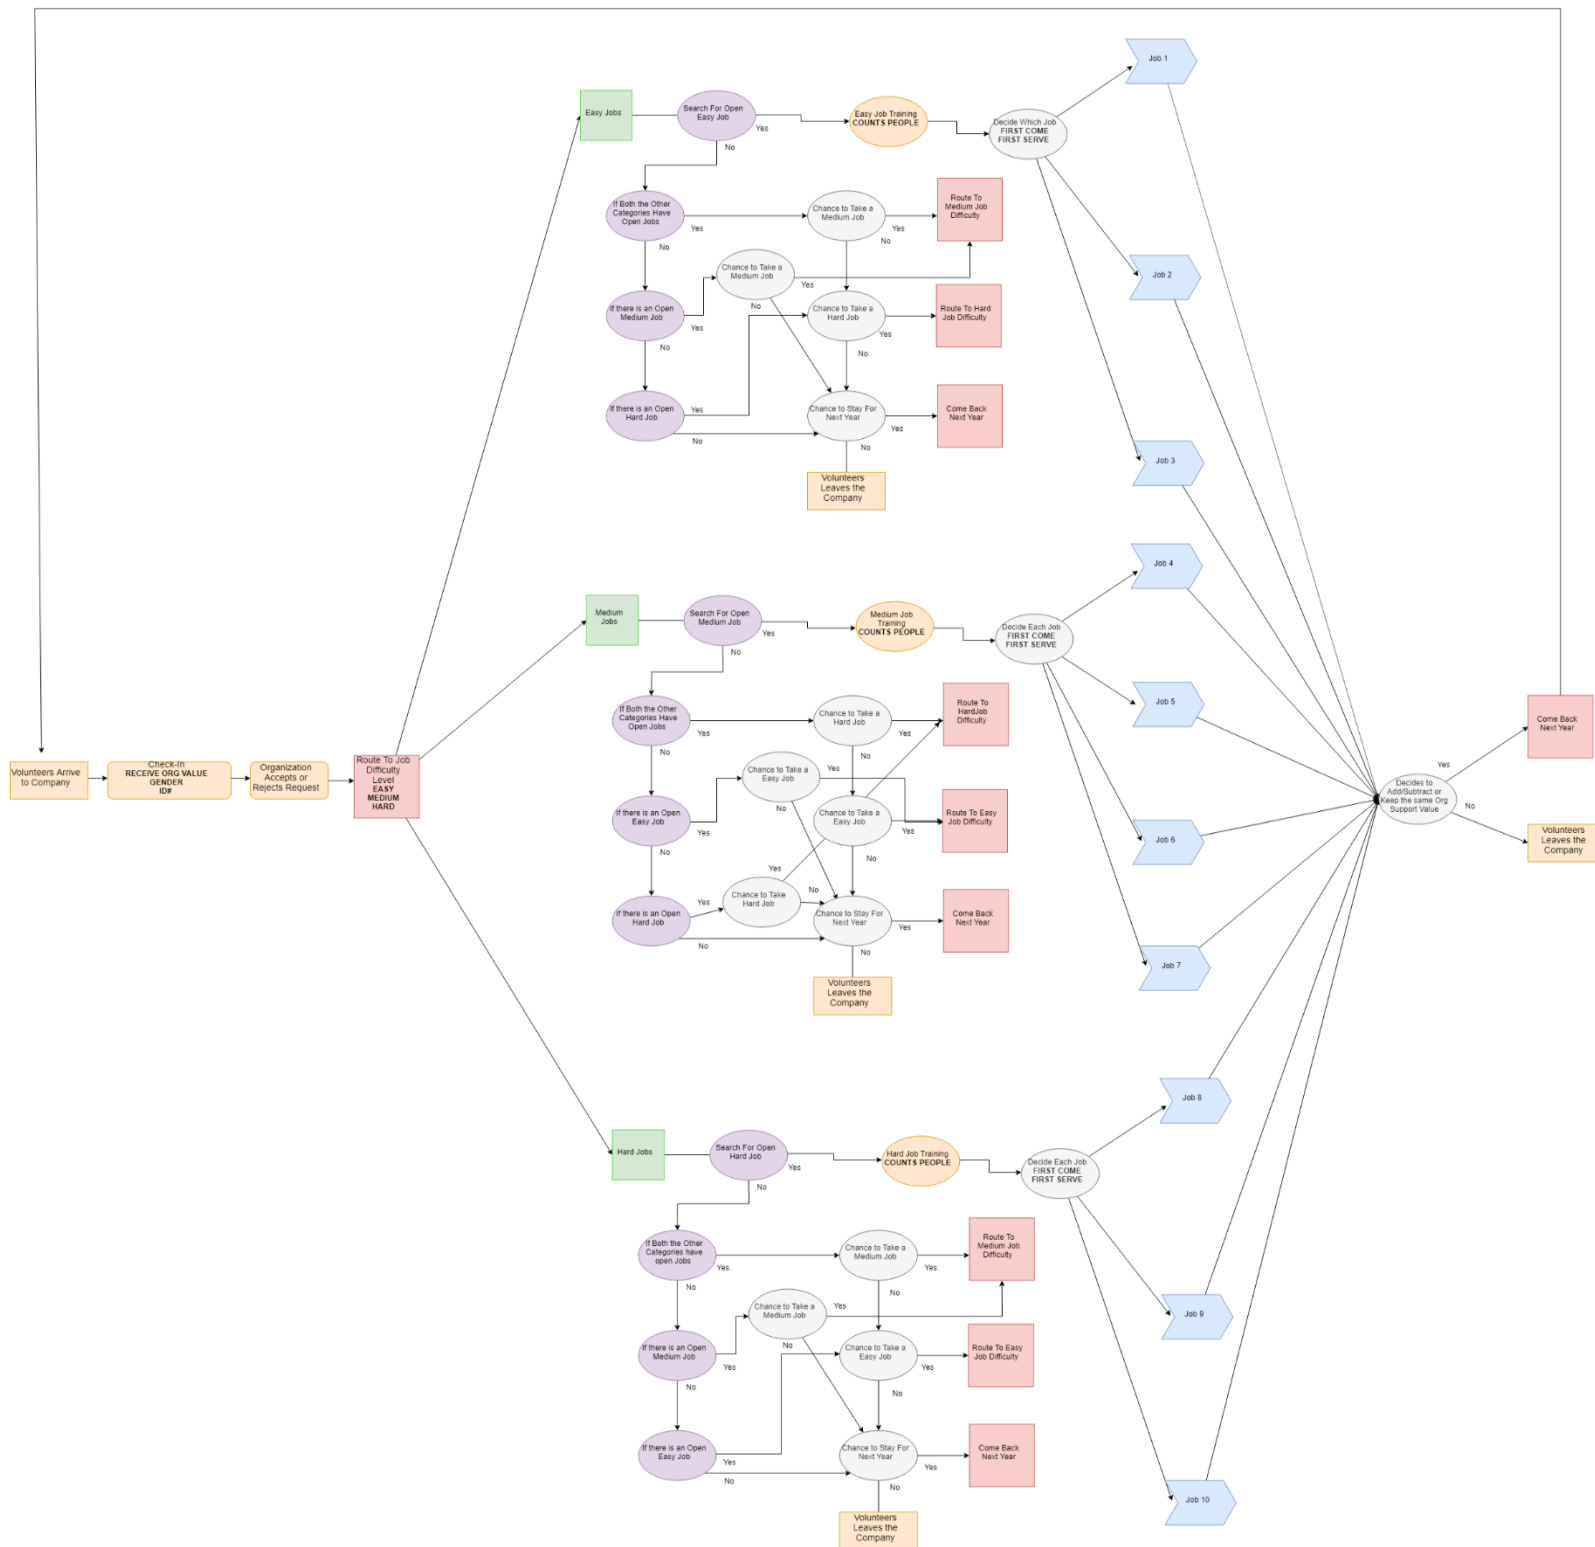 Job 1
Easy Jobs
Search For Open
Easy Job
Yes
No
Easy Job Training
COUNTS PEOPLE
Decide Which Job
FIRST COME
FIRST SERVE
If Both the Other
Categories Have
Open Jobs
Yes
No
Chance to Take a
Medium Job
Yes
No
Route To
Medium Job
Difficulty
Chance to Take a
Medium Job
Yes
No
Job 2
If there is an Open
Medium Job
Yes
No
Chance to Take a
Hard Job
Yes
No
Route To Hard
Job Difficulty
If there is an Open
Hard Job
Yes
No
Chance to Stay For
Next Year
Yes
No
Come Back
Next Year
Job 3
Volunteers
Leaves the
Company
Job 4
Medium
Jobs
Search For Open
Medium Job
Yes
No
Medium Job
Training
COUNTS PEOPLE
Decide Each Job
FIRST COME
FIRST SERVE
If Both the Other
Categories Have
Open Jobs
Yes
No
Chance to Take a
Hard Job
Yes
No
Route To
HardJob
Difficulty
Job 5
Come Back
Next Year
Volunteers Arrive
to Company
Check-In
RECEIVE ORG VALUE
GENDER
ID#
Organization
Accepts or
Rejects Request
Route To Job
Difficulty
Level
EASY
MEDIUM
HARD
Chance to Take a
Easy Job
Yes
No
If there is an Open
Easy Job
Yes
No
Chance to Take a
Easy Job
Yes
No
Route To Easy
Job Difficulty
Job 6
Decides to
Add/Subtract or
Keep the same Org
Support Value
Yes
No
Volunteers
Leaves the
Company
If there is an Open
Hard Job
Yes
No
Chance to Take
Hard Job
Yes
No
Chance to Stay For
Next Year
Yes
No
Come Back
Next Year
Job 7
Volunteers
Leaves the
Company
Job 8
Hard Jobs
Search For Open
Hard Job
Yes
No
Hard Job Training
COUNTS PEOPLE
Decide Each Job
FIRST COME
FIRST SERVE
If Both the Other
Categories have
open Jobs
Yes
No
Chance to Take a
Medium Job
Yes
No
Route To
Medium Job
Difficulty
Chance to Take a
Medium Job
Yes
No
Job 9
If there is an Open
Medium Job
Yes
No
Chance to Take a
Easy Job
Yes
No
Route To Easy
Job Difficulty
If there is an Open
Easy Job
Yes
No
Chance to Stay For
Next Year
Yes
No
Come Back
Next Year
Job 10
Volunteers
Leaves the
Company